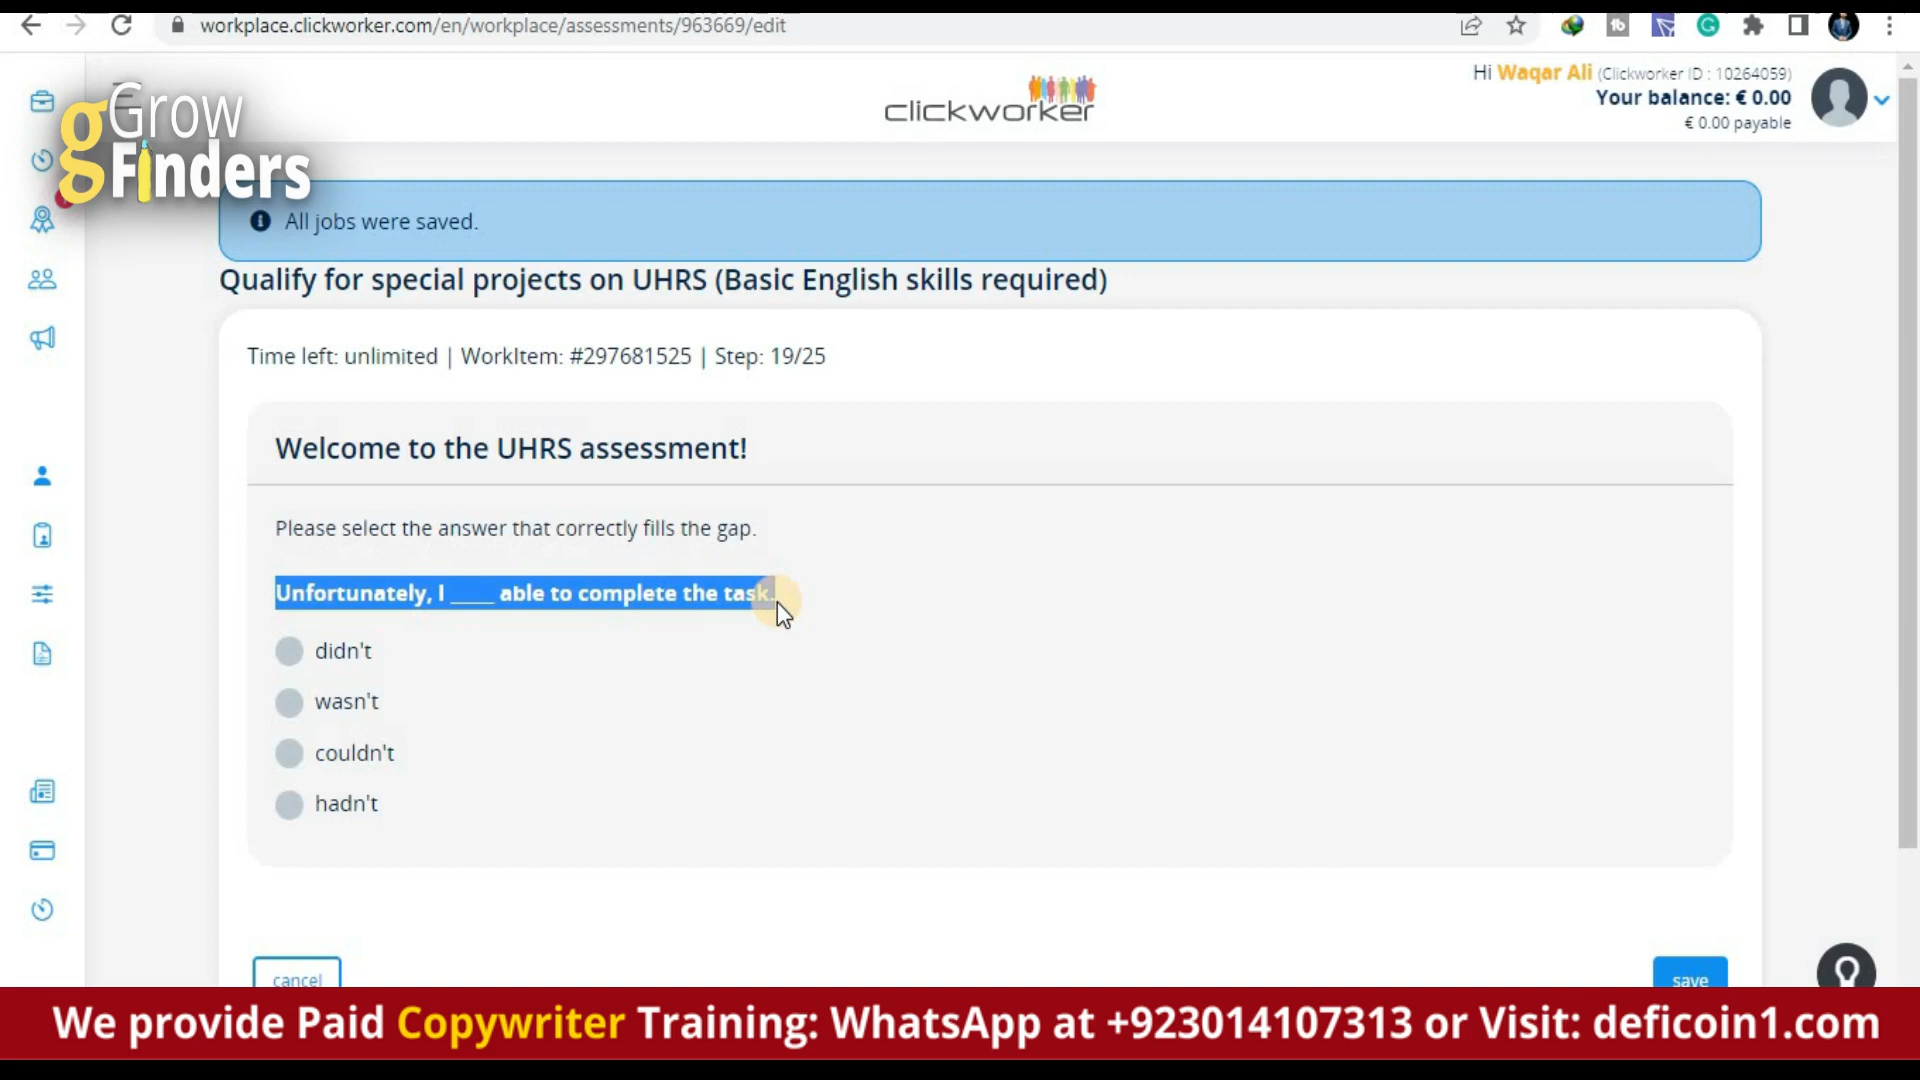 workplace.clickworker.com/en/workplace/assessments/963669/edit
Grow
Finders
clickworker
Hi Waqar Ali (Clickworker ID : 10264059)
Your balance: € 0.00
€ 0.00 payable
All jobs were saved.
Qualify for special projects on UHRS (Basic English skills required)
Time left: unlimited | WorkItem: #297681525 | Step: 19/25
Welcome to the UHRS assessment!
Please select the answer that correctly fills the gap.
Unfortunately, I _____ able to complete the task.
didn't
wasn't
couldn't
hadn't
cancel
save
We provide Paid Copywriter Training: WhatsApp at +923014107313 or Visit: deficoin1.com